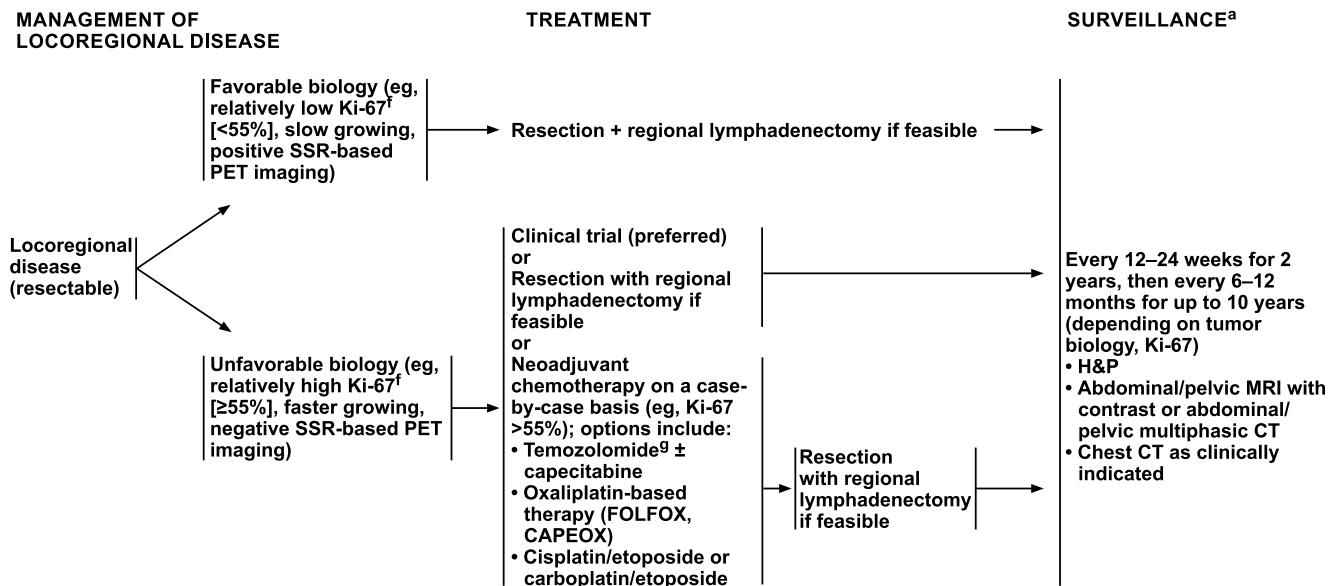 MANAGEMENT OF
LOCOREGIONAL DISEASE
TREATMENT
SURVEILLANCEᵃ
Locoregional
disease
(resectable)
Favorable biology (eg,
relatively low Ki-67ᶠ
[<55%], slow growing,
positive SSR-based
PET imaging)
Resection + regional lymphadenectomy if feasible
Unfavorable biology (eg,
relatively high Ki-67ᶠ
[≥55%], faster growing,
negative SSR-based PET
imaging)
Clinical trial (preferred)
or
Resection with regional
lymphadenectomy if
feasible
or
Neoadjuvant
chemotherapy on a case-
by-case basis (eg, Ki-67
>55%); options include:
• Temozolomideᵍ ±
capecitabine
• Oxaliplatin-based
therapy (FOLFOX,
CAPEOX)
• Cisplatin/etoposide or
carboplatin/etoposide
Resection
with regional
lymphadenectomy
if feasible
Every 12–24 weeks for 2
years, then every 6–12
months for up to 10 years
(depending on tumor
biology, Ki-67)
• H&P
• Abdominal/pelvic MRI with
contrast or abdominal/
pelvic multiphasic CT
• Chest CT as clinically
indicated